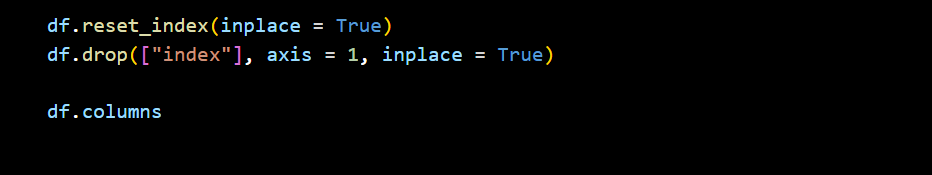 df.reset_index(inplace = True)
df.drop(["index"], axis = 1, inplace = True)
df.columns